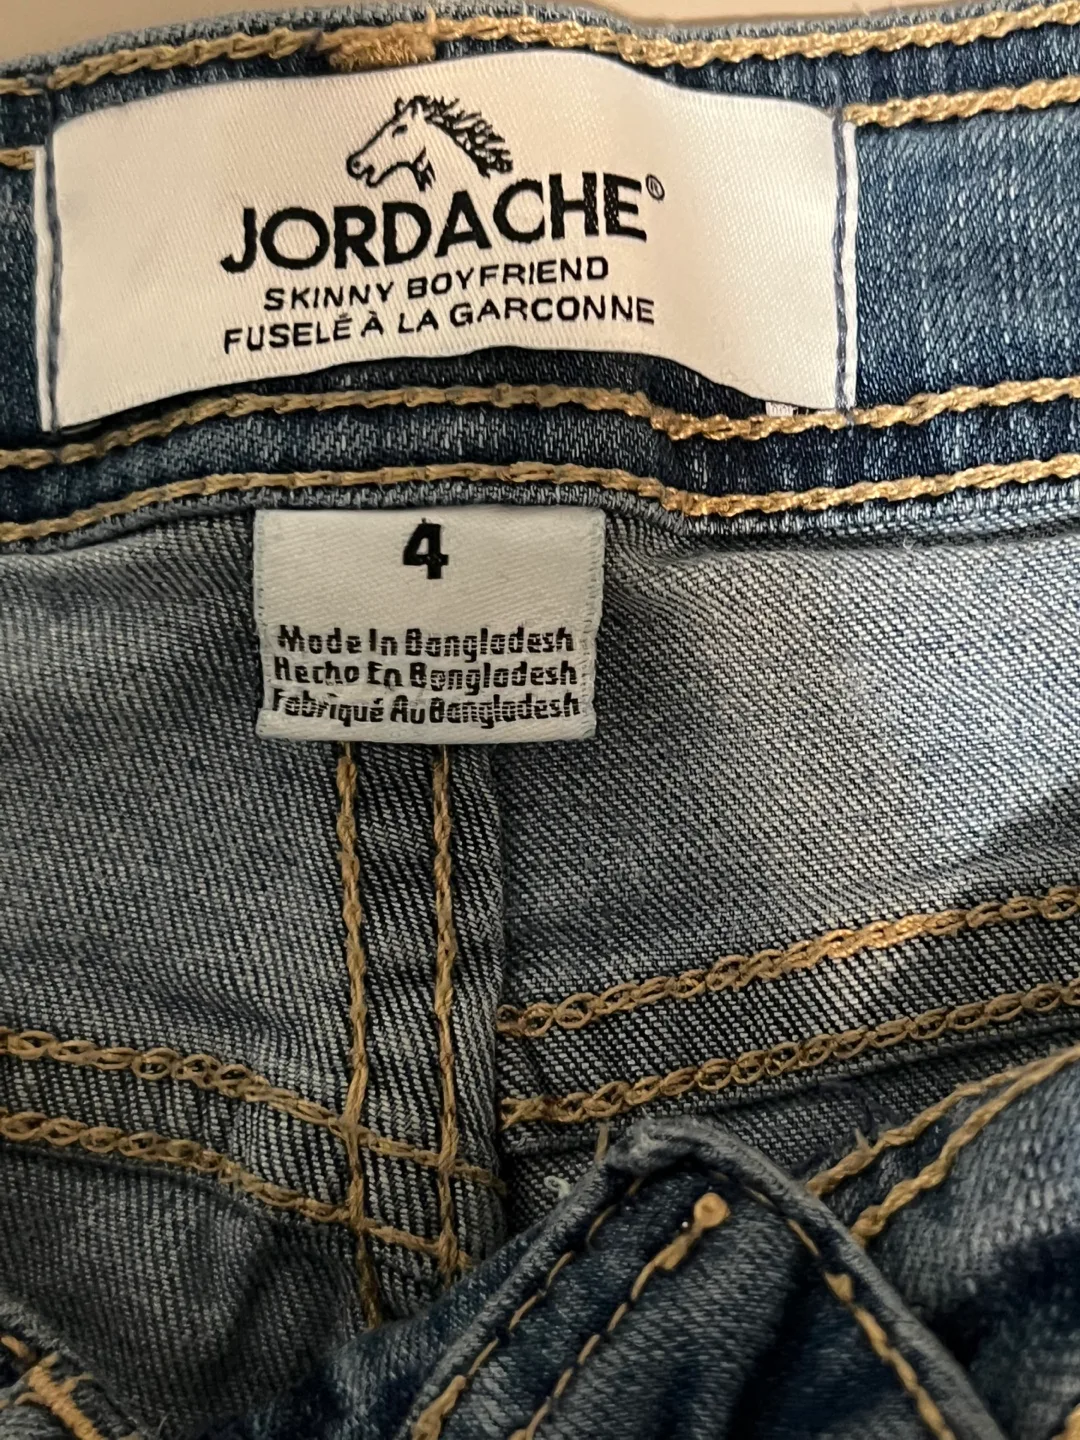 JORDACHE®
SKINNY BOYFRIEND
FUSELÉ À LA GARCONNE
4
Made In Bangladesh
Hecho En Bangladesh
Fabriqué Au Bangladesh